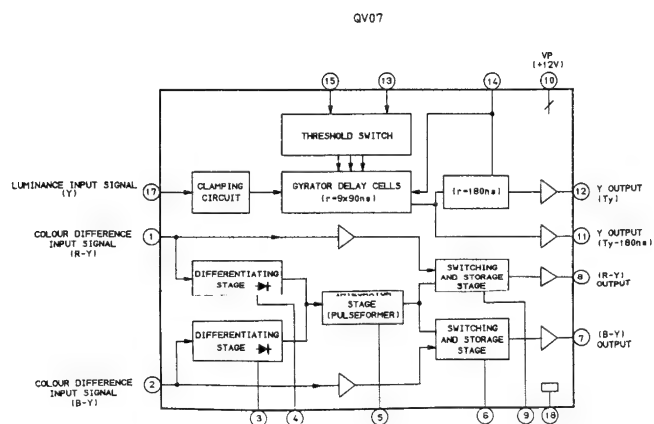 QV07
VP
(+12V)
15
13
14
10
THRESHOLD SWITCH
LUMINANCE INPUT SIGNAL
(Y)
17
CLAMPING
CIRCUIT
GYRATOR DELAY CELLS
(r=9x90ns)
(r=180ns)
12
Y OUTPUT
(Ty)
COLOUR DIFFERENCE
INPUT SIGNAL
(R-Y)
1
11
Y OUTPUT
(Ty-180ns)
DIFFERENTIATING
STAGE
INTEGRATOR
STAGE
(PULSEFORMER)
SWITCHING
AND STORAGE
STAGE
8
(R-Y)
OUTPUT
DIFFERENTIATING
STAGE
SWITCHING
AND STORAGE
STAGE
7
(B-Y)
OUTPUT
COLOUR DIFFERENCE
INPUT SIGNAL
(B-Y)
2
3
4
5
6
9
18